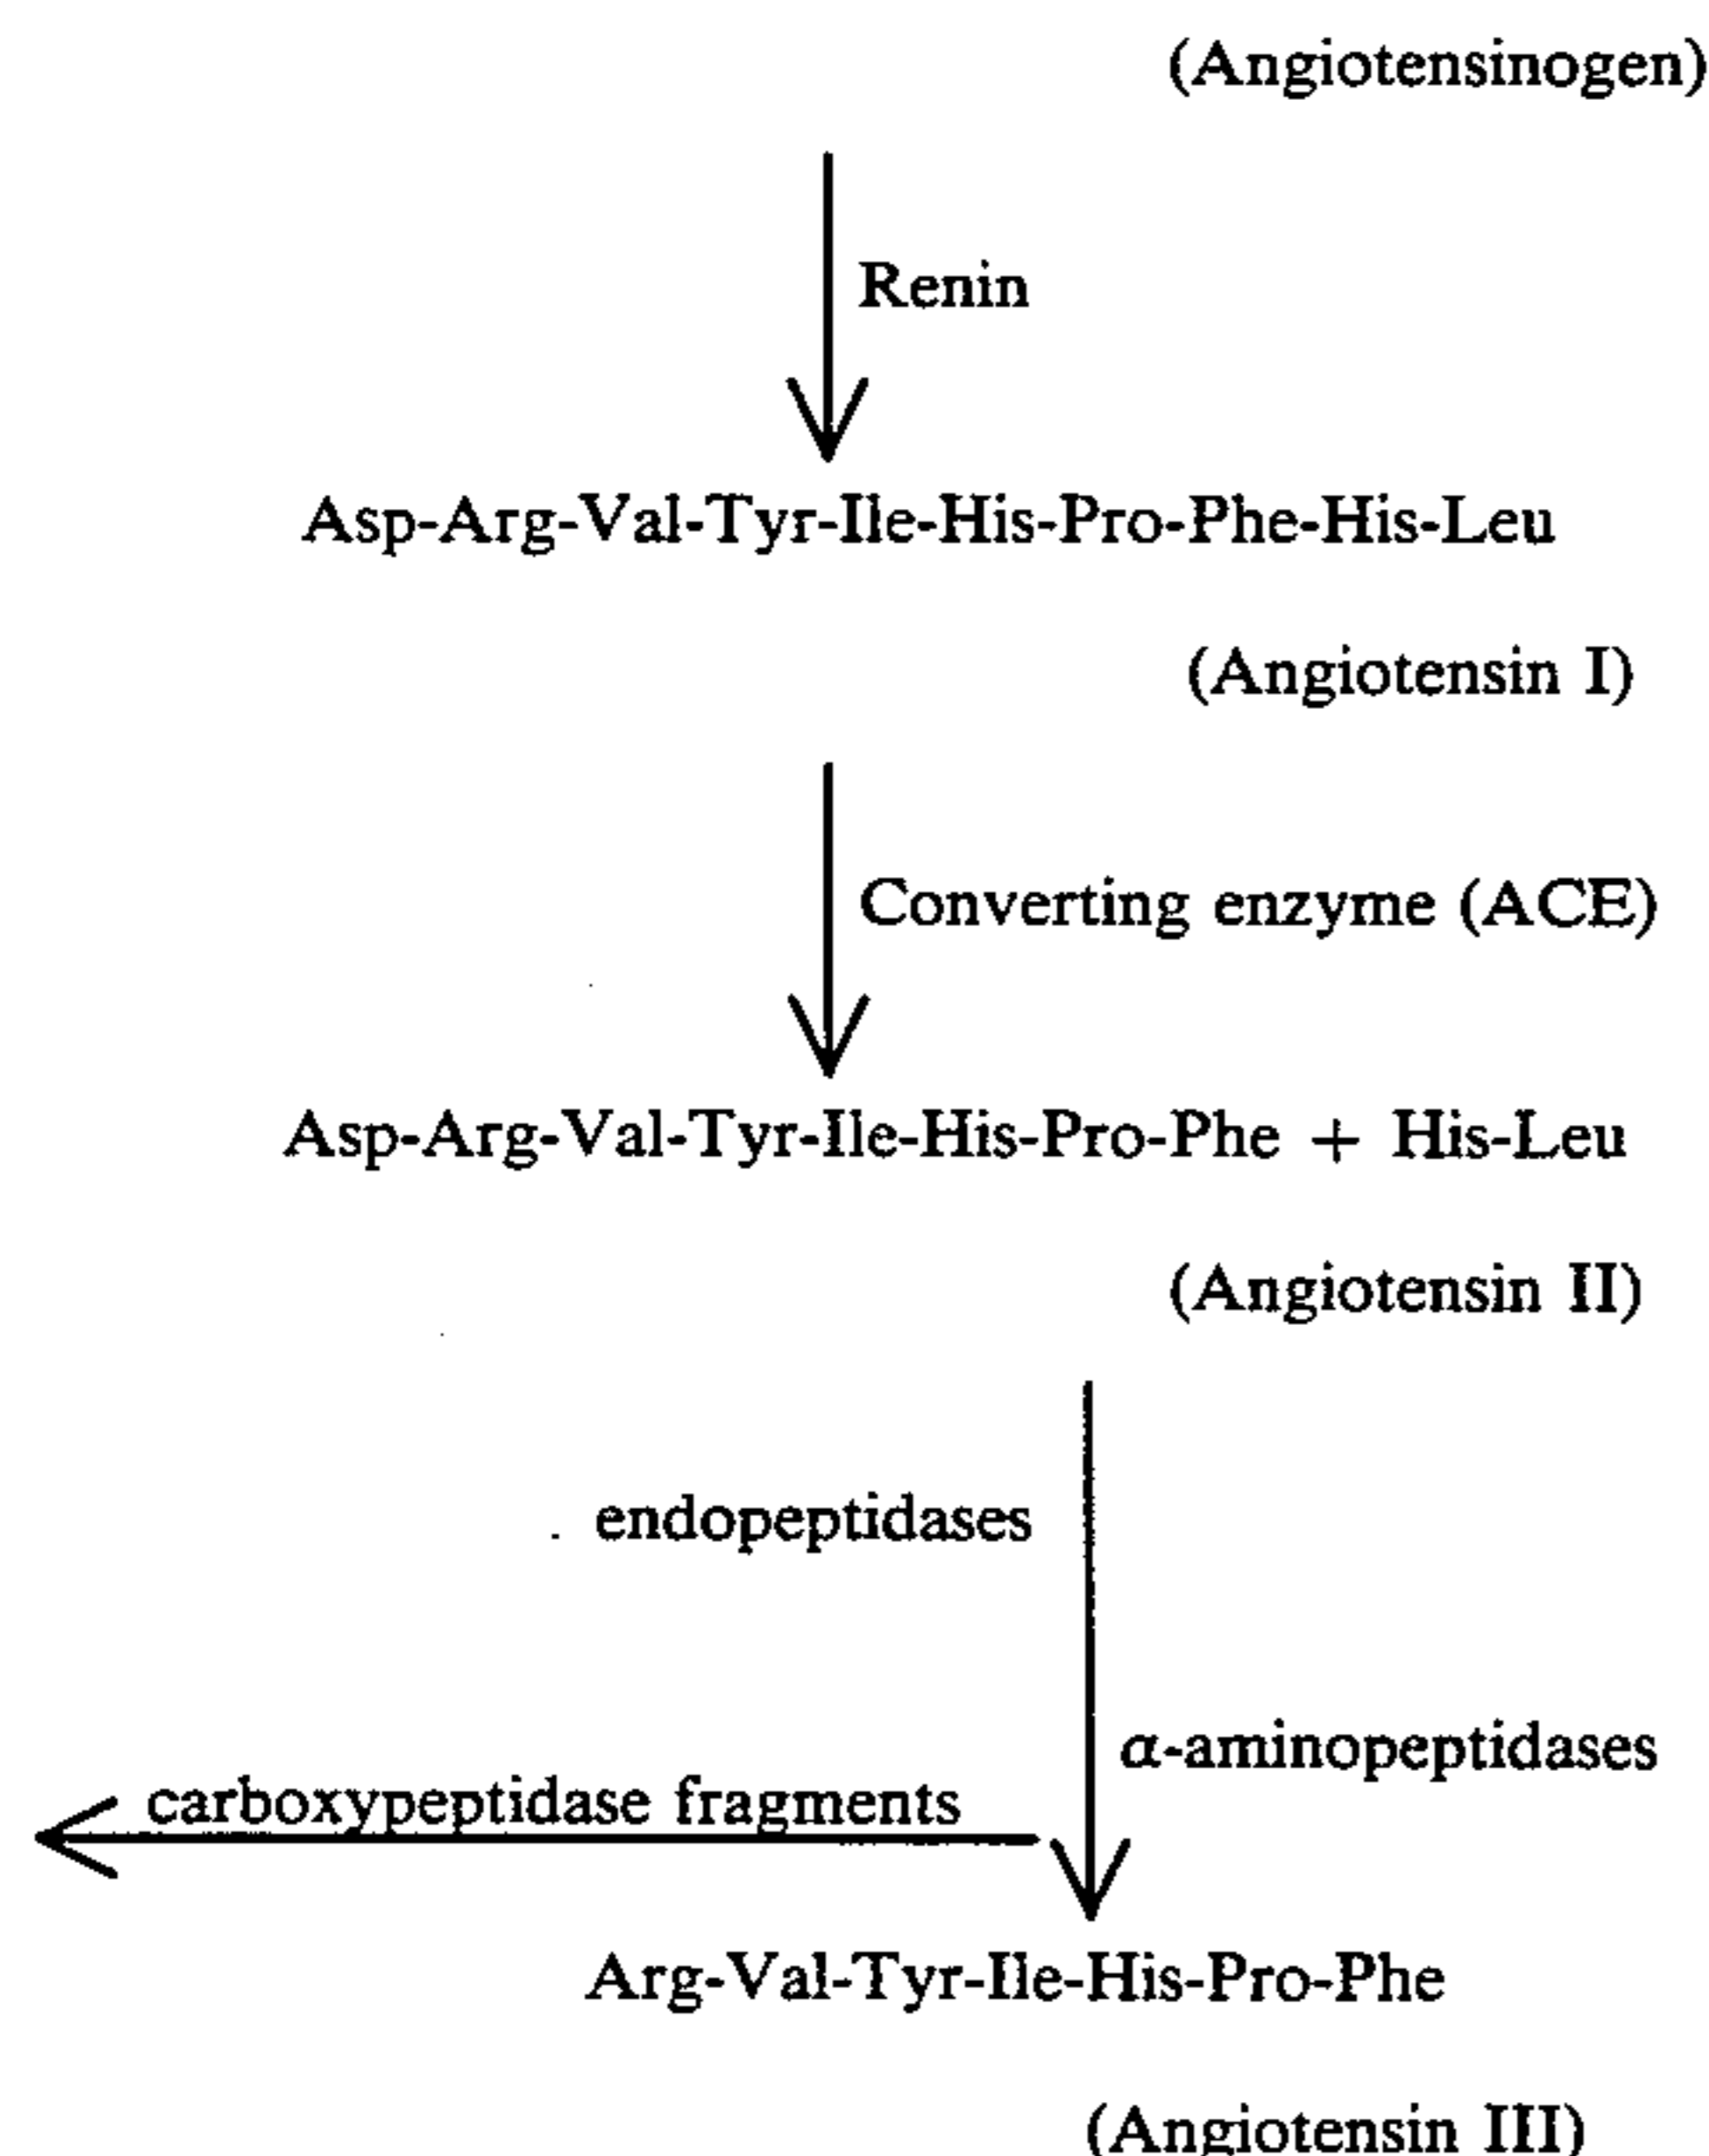 (Angiotensinogen)
Renin
Asp-Arg-Val-Tyr-Ile-His-Pro-Phe-His-Leu
(Angiotensin I)
Converting enzyme (ACE)
Asp-Arg-Val-Tyr-Ile-His-Pro-Phe + His-Leu
(Angiotensin II)
endopeptidases
α-aminopeptidases
carboxypeptidase fragments
Arg-Val-Tyr-Ile-His-Pro-Phe
(Angiotensin III)